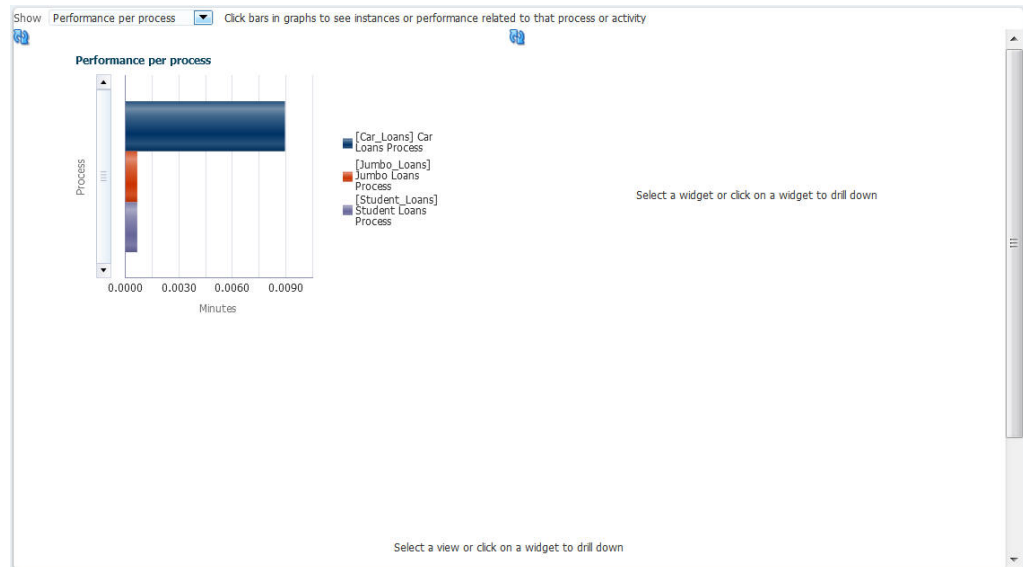 Show Performance per process Click bars in graphs to see instances or performance related to that process or activity
Performance per process
Process
[Car_Loans] Car
Loans Process
[Jumbo_Loans]
Jumbo Loans
Process
[Student_Loans]
Student Loans
Process
0.0000 0.0030 0.0060 0.0090
Minutes
Select a widget or click on a widget to drill down
Select a view or click on a widget to drill down